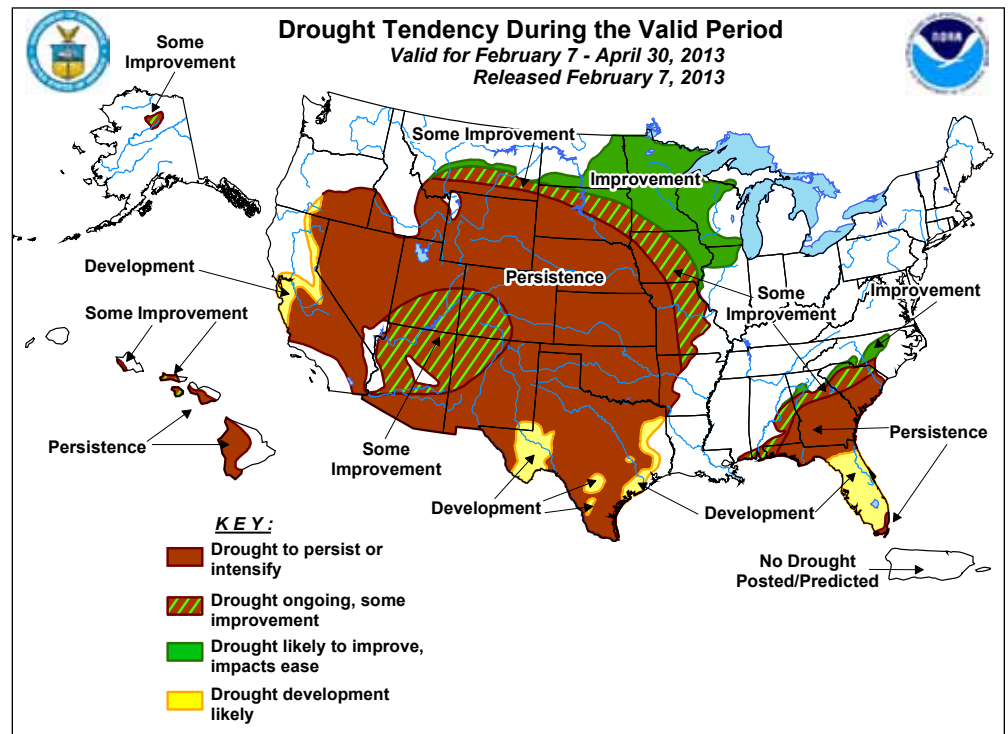 Drought Tendency During the Valid Period
Valid for February 7 - April 30, 2013
Released February 7, 2013
NOAA
Some
Improvement
Some Improvement
Improvement
Development
Persistence
Some Improvement
Some
Improvement
Improvement
Persistence
Some
Improvement
Persistence
Development
Development
No Drought
Posted/Predicted
KEY:
Drought to persist or
intensify
Drought ongoing, some
improvement
Drought likely to improve,
impacts ease
Drought development
likely